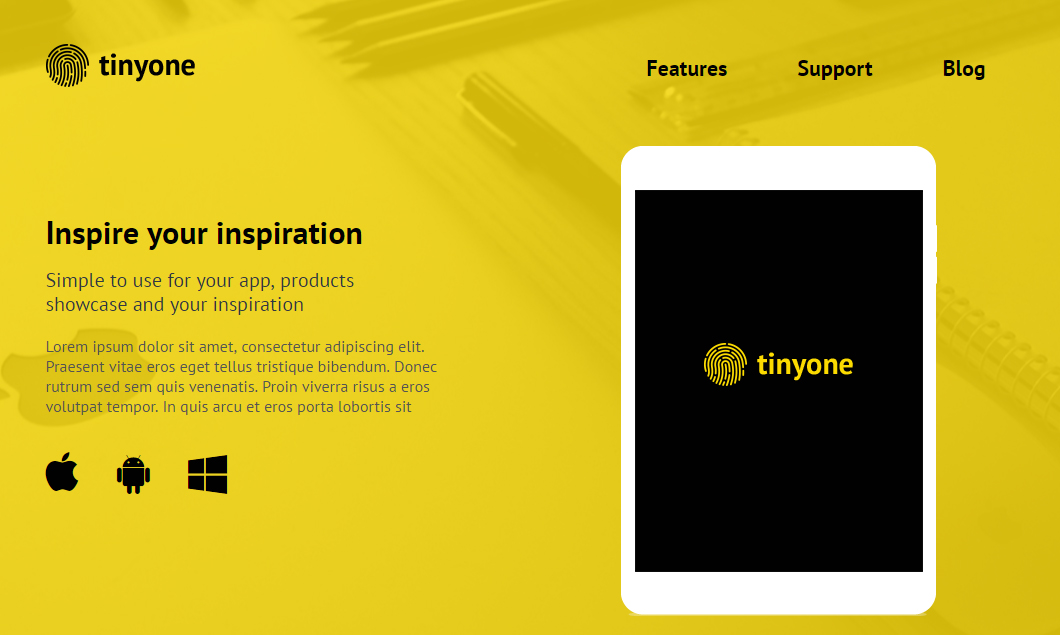 tinyone
Features
Support
Blog
Inspire your inspiration
Simple to use for your app, products
showcase and your inspiration
Lorem ipsum dolor sit amet, consectetur adipiscing elit.
Praesent vitae eros eget tellus tristique bibendum. Donec
rutrum sed sem quis venenatis. Proin viverra risus a eros
volutpat tempor. In quis arcu et eros porta lobortis sit
tinyone